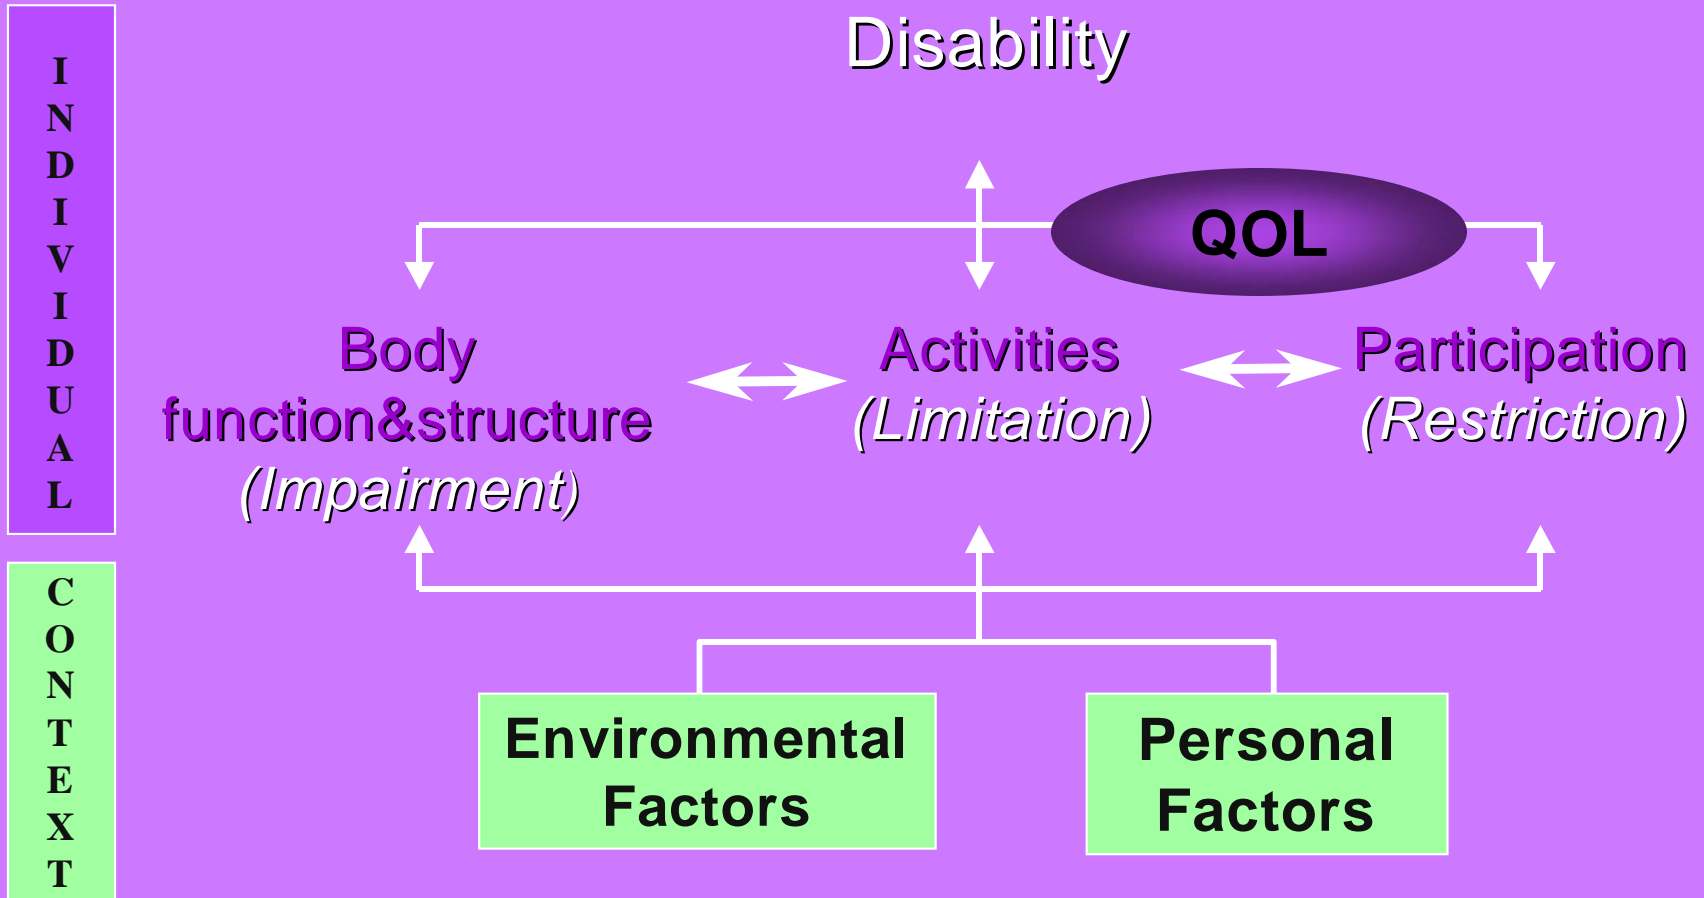 INDIVIDUAL
Disability
QOL
Body
function&structure
(Impairment)
Activities
(Limitation)
Participation
(Restriction)
CONTEXT
Environmental
Factors
Personal
Factors